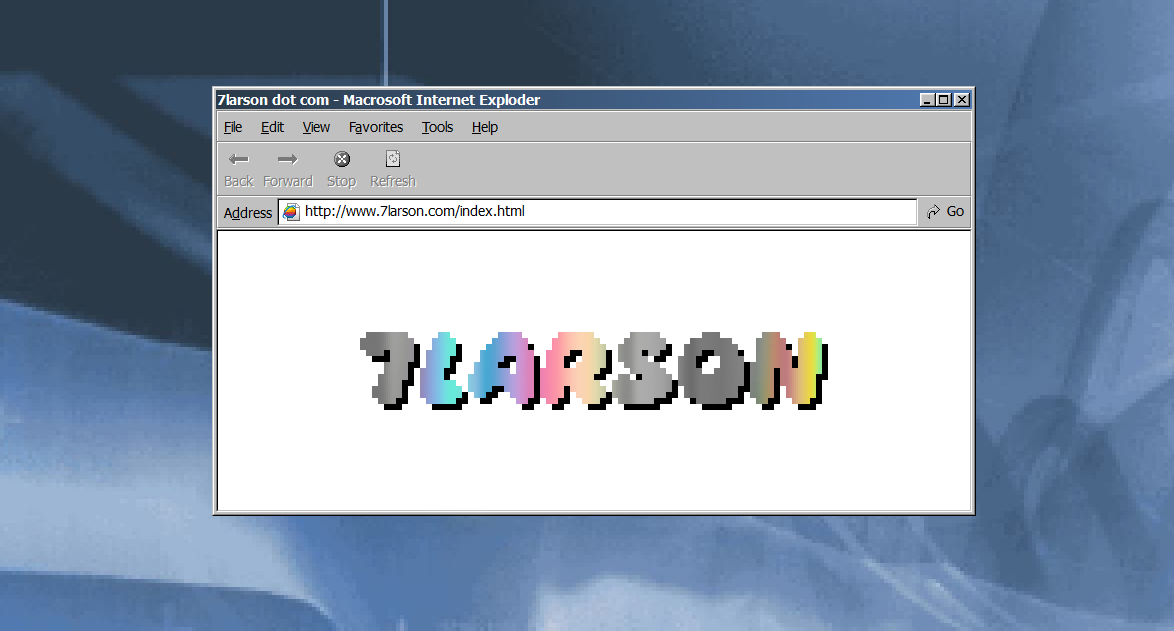 7larson dot com - Macrosoft Internet Exploder
File Edit View Favorites Tools Help
Back Forward Stop Refresh
Address http://www.7larson.com/index.html Go
7LARSON